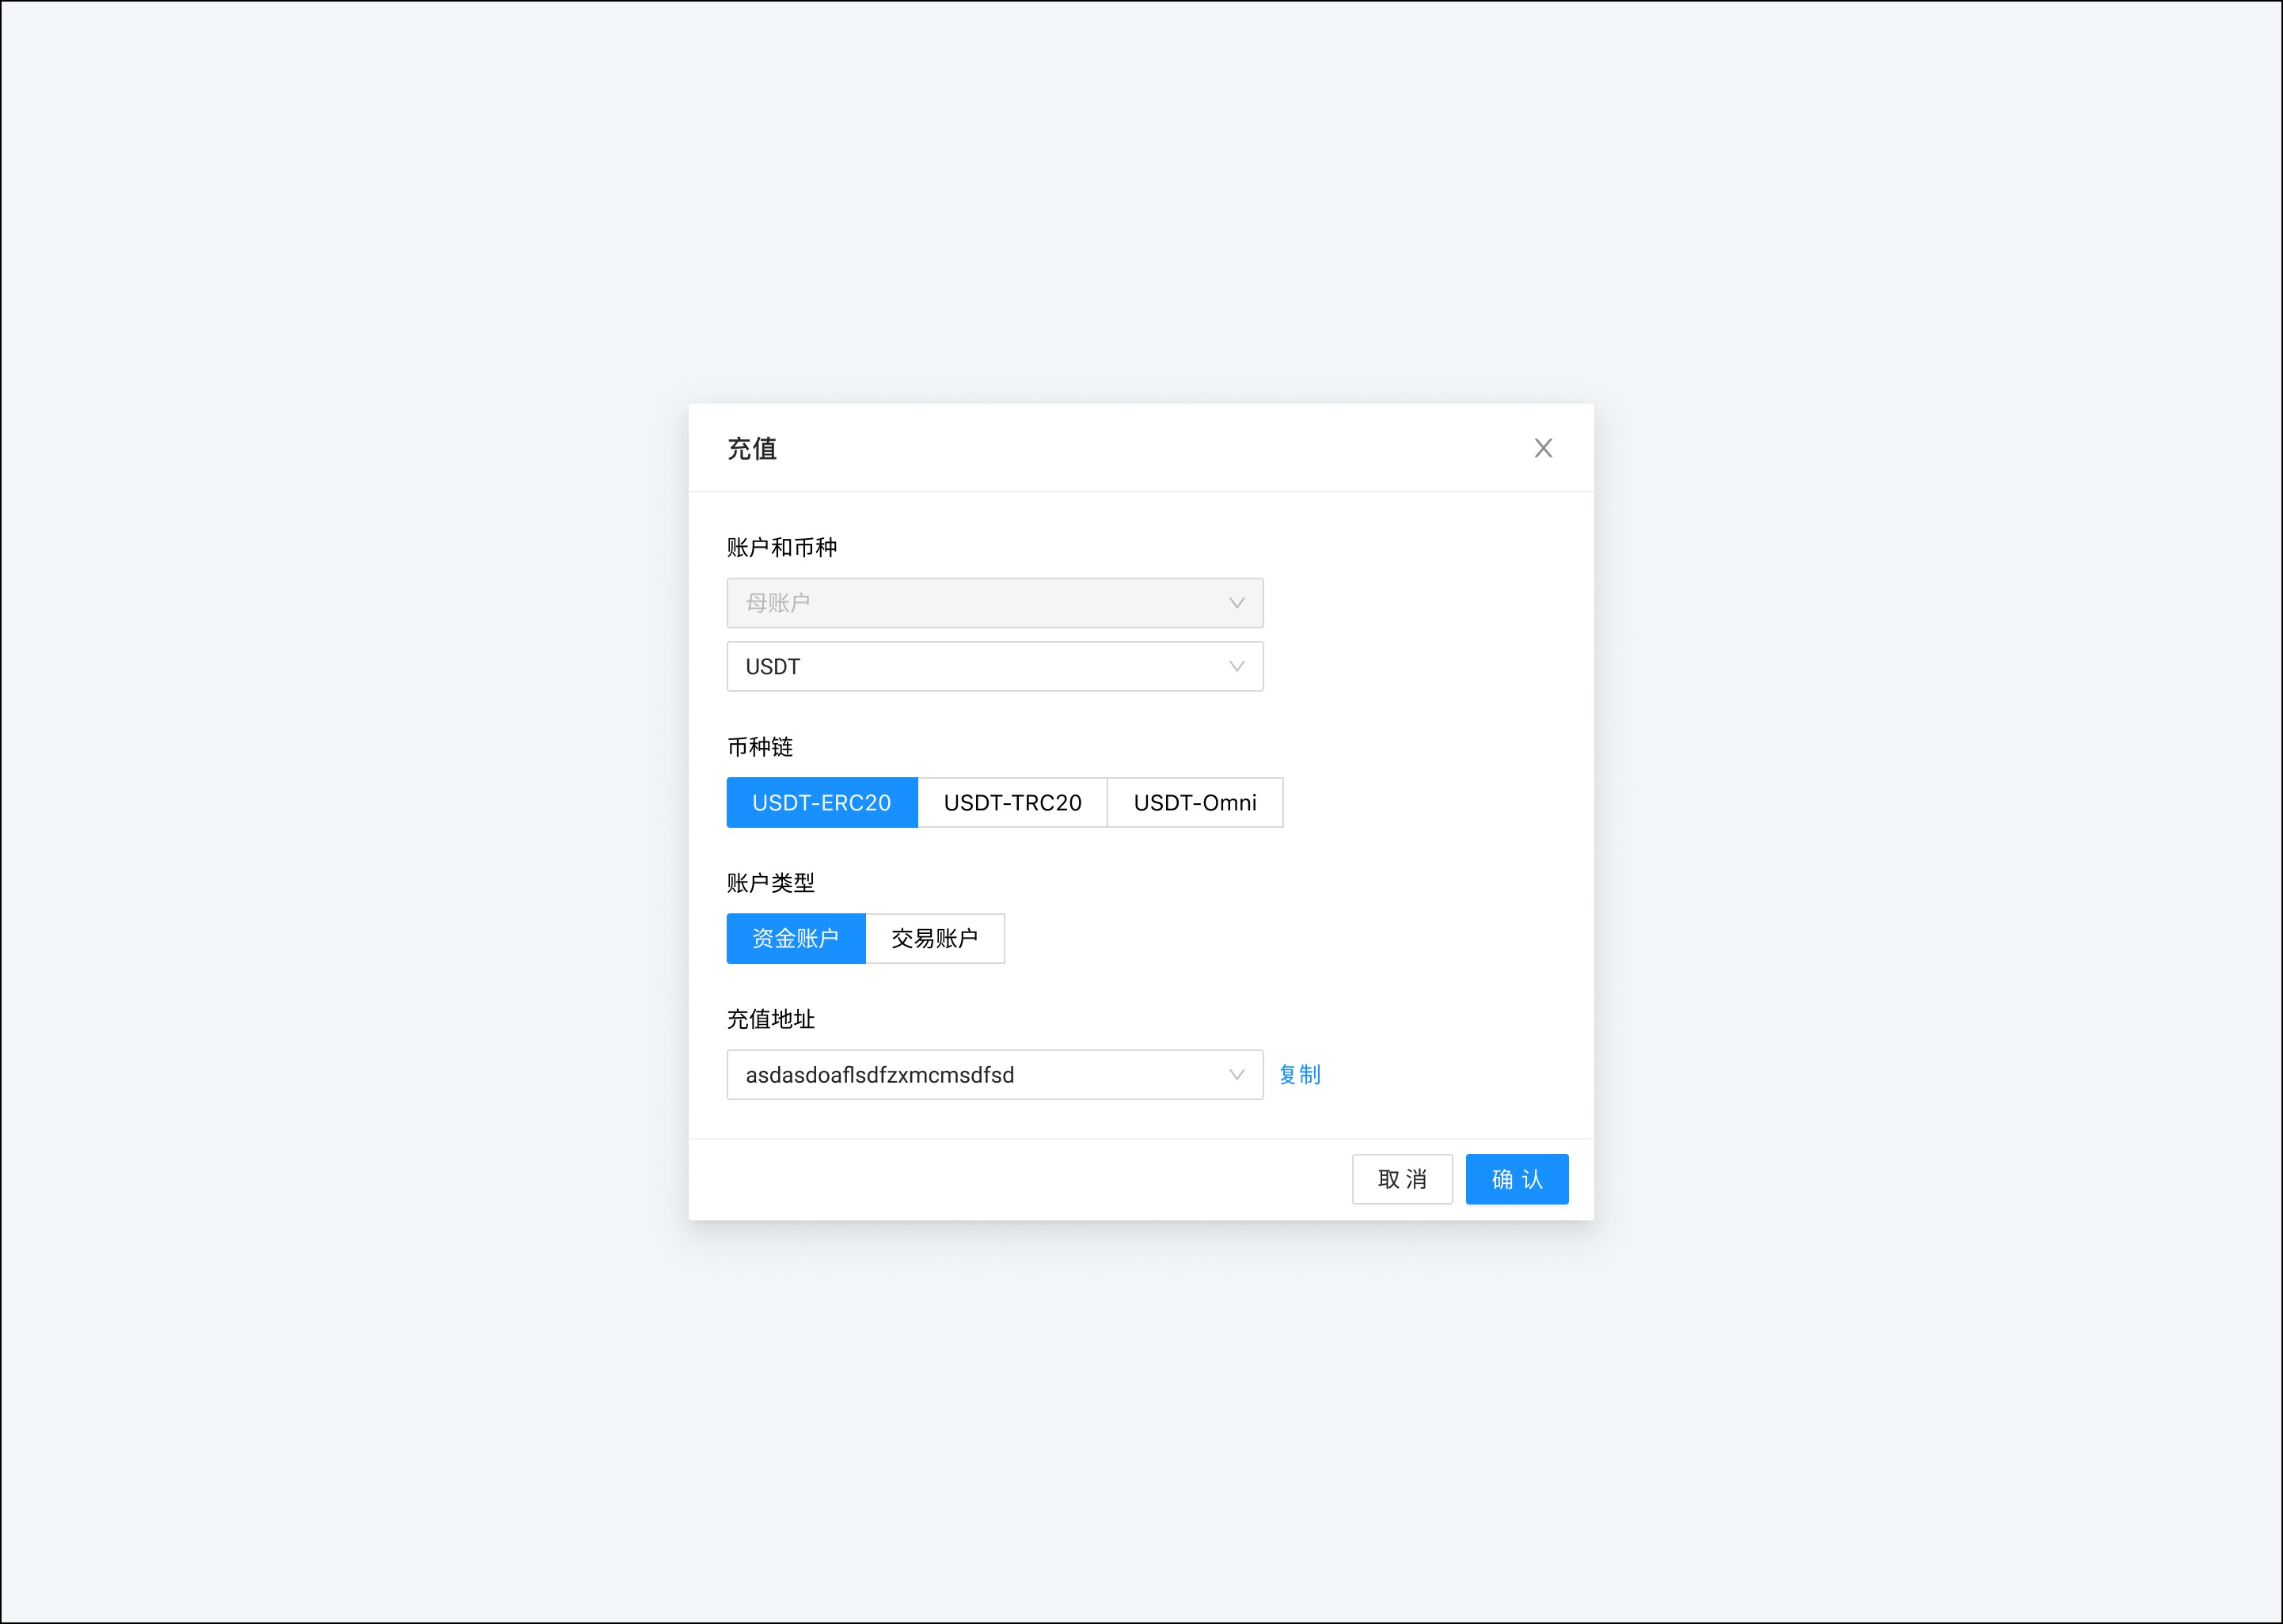 充值
账户和币种
母账户
USDT
币种链
USDT-ERC20 USDT-TRC20 USDT-Omni
账户类型
资金账户 交易账户
充值地址
asdasdoaflsdfzxmcmsdfsd 复制
取 消 确 认